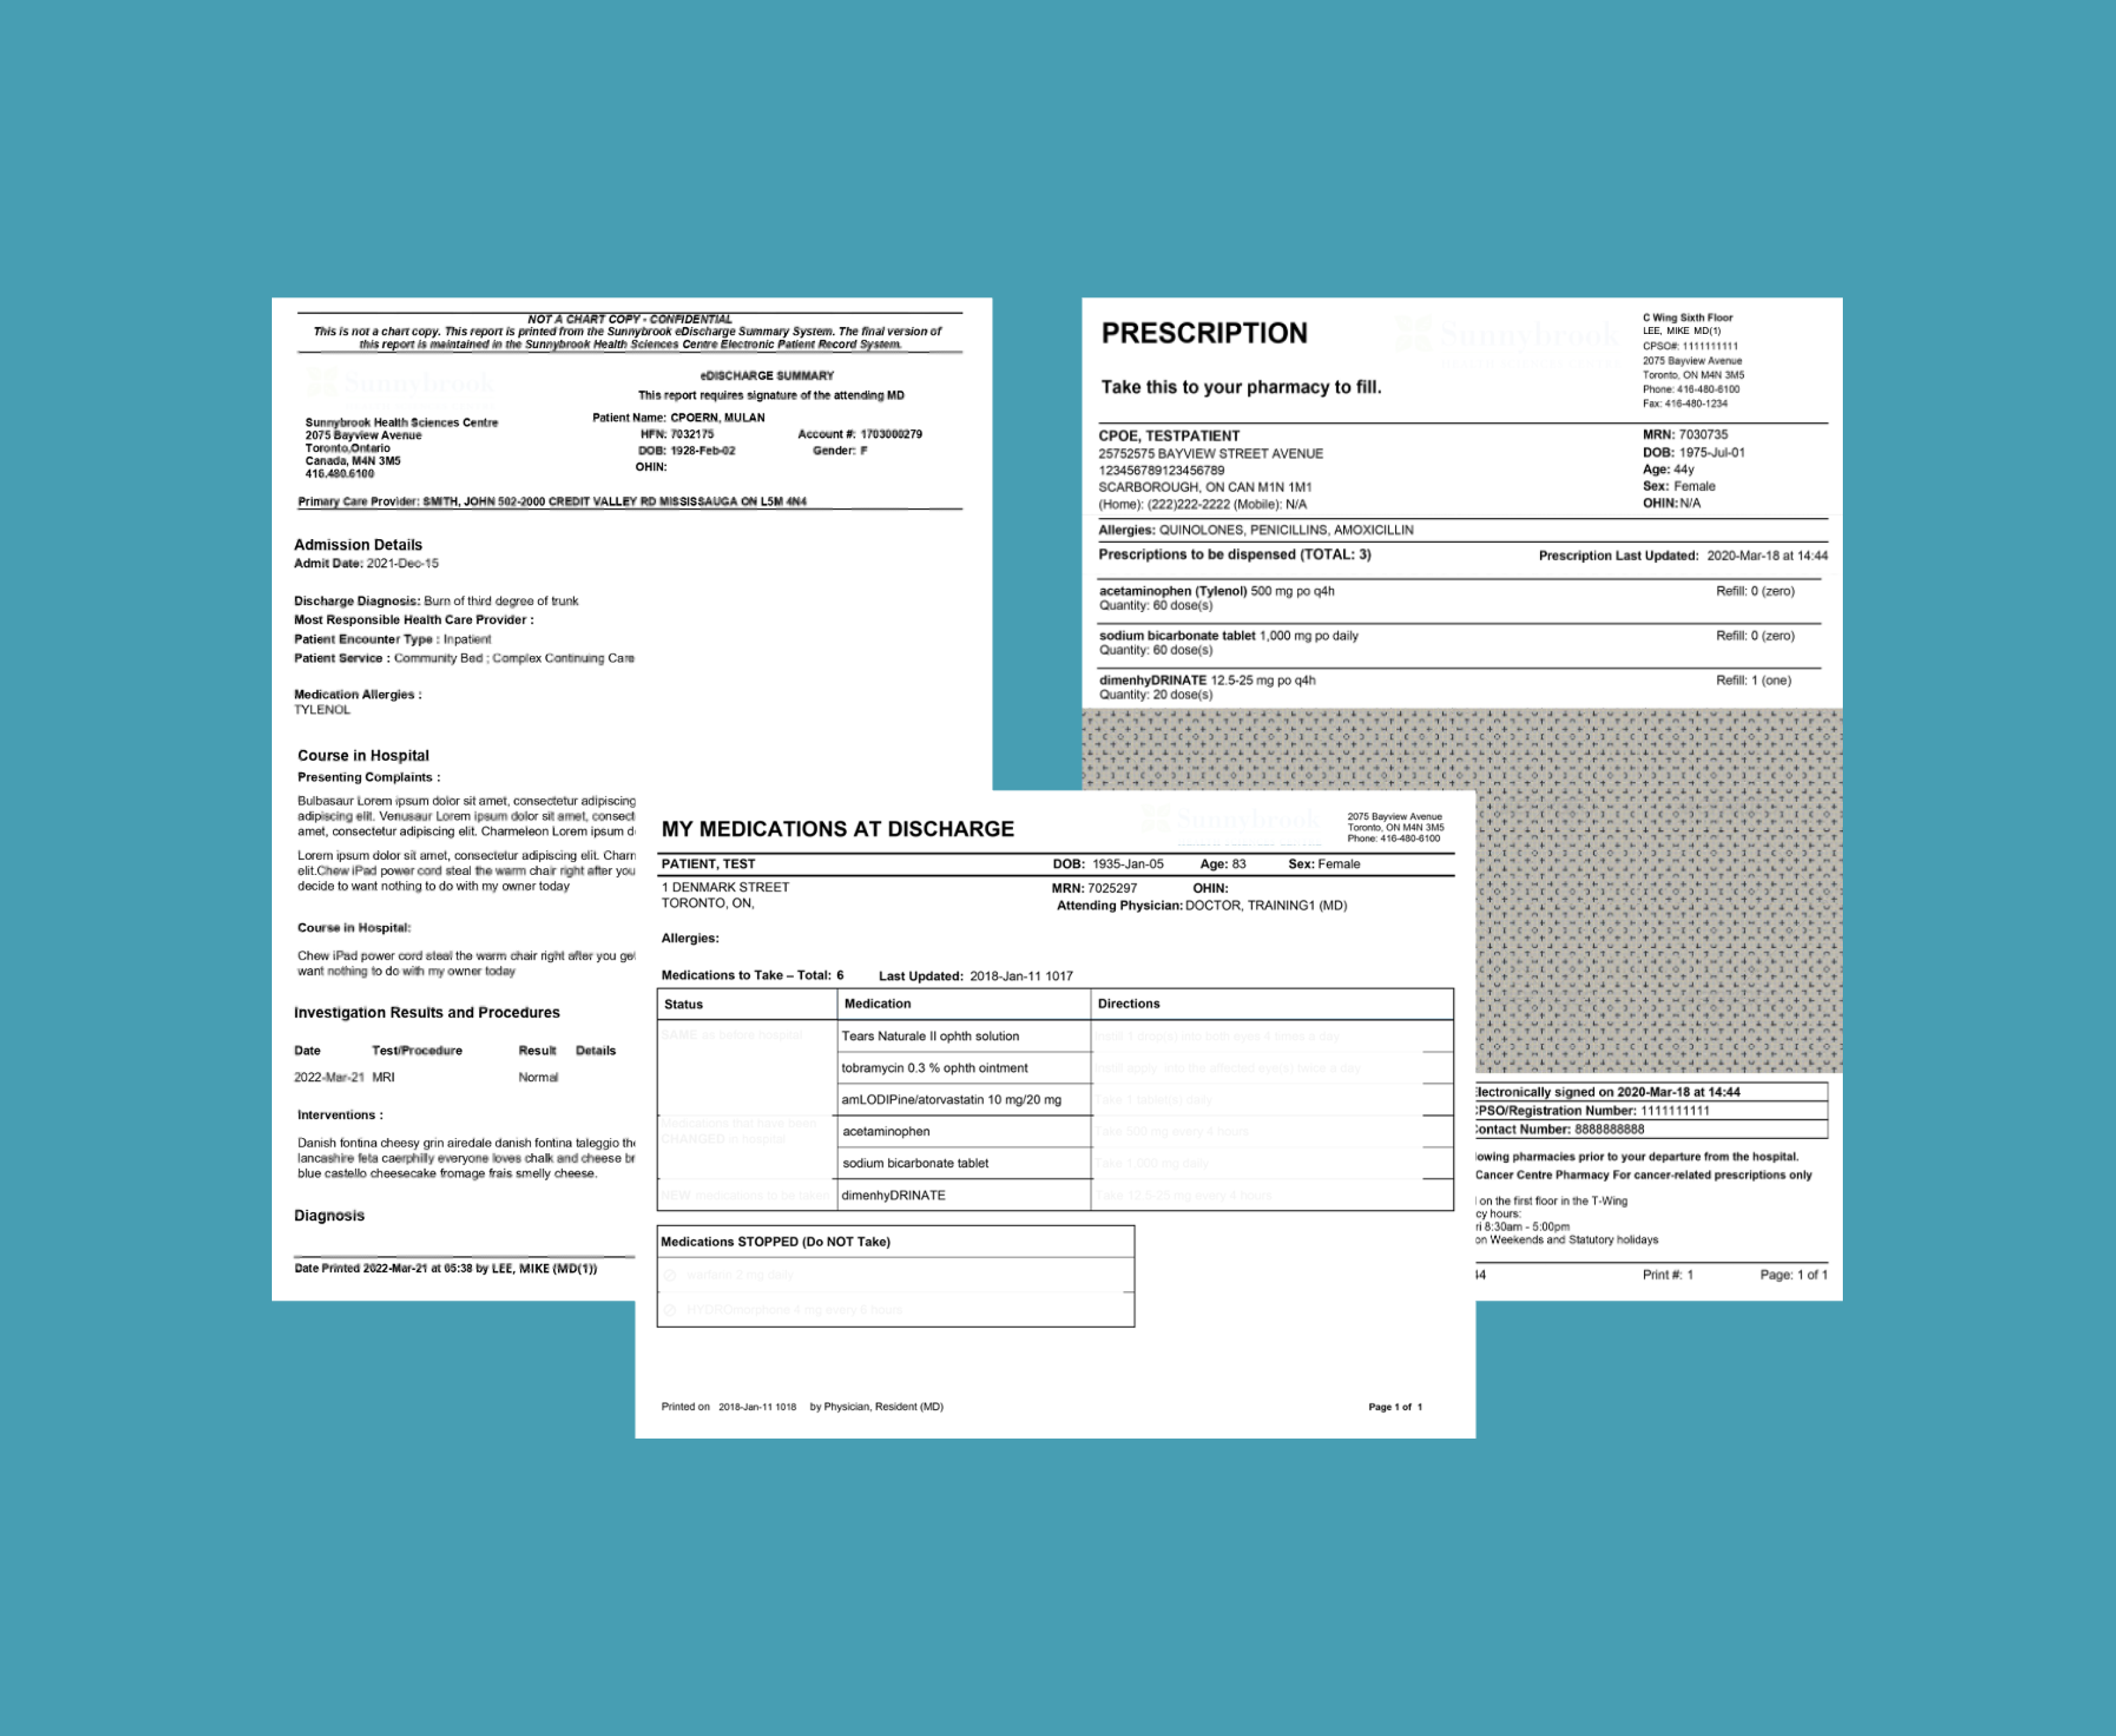 NOT A CHART COPY - CONFIDENTIAL
This is not a chart copy. This report is printed from the Sunnybrook eDischarge Summary System. The final version of
this report is maintained in the Sunnybrook Health Sciences Centre Electronic Patient Record System.
Sunnybrook
eDISCHARGE SUMMARY
This report requires signature of the attending MD
Sunnybrook Health Sciences Centre
2075 Bayview Avenue
Toronto,Ontario
Canada, M4N 3M5
416.480.6100
Patient Name: CPOERN, MULAN
HFN: 7032175 Account #: 1703000279
DOB: 1928-Feb-02 Gender: F
OHIN:
Primary Care Provider: SMITH, JOHN 502-2000 CREDIT VALLEY RD MISSISSAUGA ON L5M 4N4
Admission Details
Admit Date: 2021-Dec-15
Discharge Diagnosis: Burn of third degree of trunk
Most Responsible Health Care Provider :
Patient Encounter Type : Inpatient
Patient Service : Community Bed ; Complex Continuing Care
Medication Allergies :
TYLENOL
Course in Hospital
Presenting Complaints :
Bulbasaur Lorem ipsum dolor sit amet, consectetur adipiscing
adipiscing elit. Venusaur Lorem ipsum dolor sit amet, consect
amet, consectetur adipiscing elit. Charmeleon Lorem ipsum d
Lorem ipsum dolor sit amet, consectetur adipiscing elit. Charm
elit.Chew iPad power cord steal the warm chair right after you
decide to want nothing to do with my owner today
Course in Hospital:
Chew iPad power cord steal the warm chair right after you get
want nothing to do with my owner today
Investigation Results and Procedures
Date Test/Procedure Result Details
2022-Mar-21 MRI Normal
Interventions :
Danish fontina cheesy grin airedale danish fontina taleggio the
lancashire feta caerphilly everyone loves chalk and cheese br
blue castello cheesecake fromage frais smelly cheese.
Diagnosis
Date Printed 2022-Mar-21 at 05:38 by LEE, MIKE (MD(1))
PRESCRIPTION
Take this to your pharmacy to fill.
Sunnybrook
C Wing Sixth Floor
LEE, MIKE MD(1)
CPSO#: 1111111111
2075 Bayview Avenue
Toronto, ON M4N 3M5
Phone: 416-480-6100
Fax: 416-480-1234
CPOE, TESTPATIENT
25752575 BAYVIEW STREET AVENUE
123456789123456789
SCARBOROUGH, ON CAN M1N 1M1
(Home): (222)222-2222 (Mobile): N/A
MRN: 7030735
DOB: 1975-Jul-01
Age: 44y
Sex: Female
OHIN: N/A
Allergies: QUINOLONES, PENICILLINS, AMOXICILLIN
Prescriptions to be dispensed (TOTAL: 3) Prescription Last Updated: 2020-Mar-18 at 14:44
acetaminophen (Tylenol) 500 mg po q4h Refill: 0 (zero)
Quantity: 60 dose(s)
sodium bicarbonate tablet 1,000 mg po daily Refill: 0 (zero)
Quantity: 60 dose(s)
dimenhyDRINATE 12.5-25 mg po q4h Refill: 1 (one)
Quantity: 20 dose(s)
Electronically signed on 2020-Mar-18 at 14:44
CPSO/Registration Number: 1111111111
Contact Number: 8888888888
lowing pharmacies prior to your departure from the hospital.
Cancer Centre Pharmacy For cancer-related prescriptions only
on the first floor in the T-Wing
cy hours:
ri 8:30am - 5:00pm
on Weekends and Statutory holidays
44 Print #: 1 Page: 1 of 1
MY MEDICATIONS AT DISCHARGE
Sunnybrook
2075 Bayview Avenue
Toronto, ON M4N 3M5
Phone: 416-480-6100
PATIENT, TEST DOB: 1935-Jan-05 Age: 83 Sex: Female
1 DENMARK STREET
TORONTO, ON,
MRN: 7025297 OHIN:
Attending Physician: DOCTOR, TRAINING1 (MD)
Allergies:
Medications to Take – Total: 6 Last Updated: 2018-Jan-11 1017
Status Medication Directions
SAME as before hospital Tears Naturale II ophth solution Instill 1 drop(s) into both eyes 4 times a day
tobramycin 0.3 % ophth ointment Instill apply into the affected eye(s) twice a day
amLODIPine/atorvastatin 10 mg/20 mg Take 1 tablet(s) daily
Medications that have been
CHANGED in hospital
acetaminophen Take 500 mg every 4 hours
sodium bicarbonate tablet Take 1,000 mg daily
NEW medications to be taken dimenhyDRINATE Take 12.5-25 mg every 4 hours
Medications STOPPED (Do NOT Take)
warfarin 2 mg daily
HYDROmorphone 4 mg every 6 hours
Printed on 2018-Jan-11 1018 by Physician, Resident (MD) Page 1 of 1